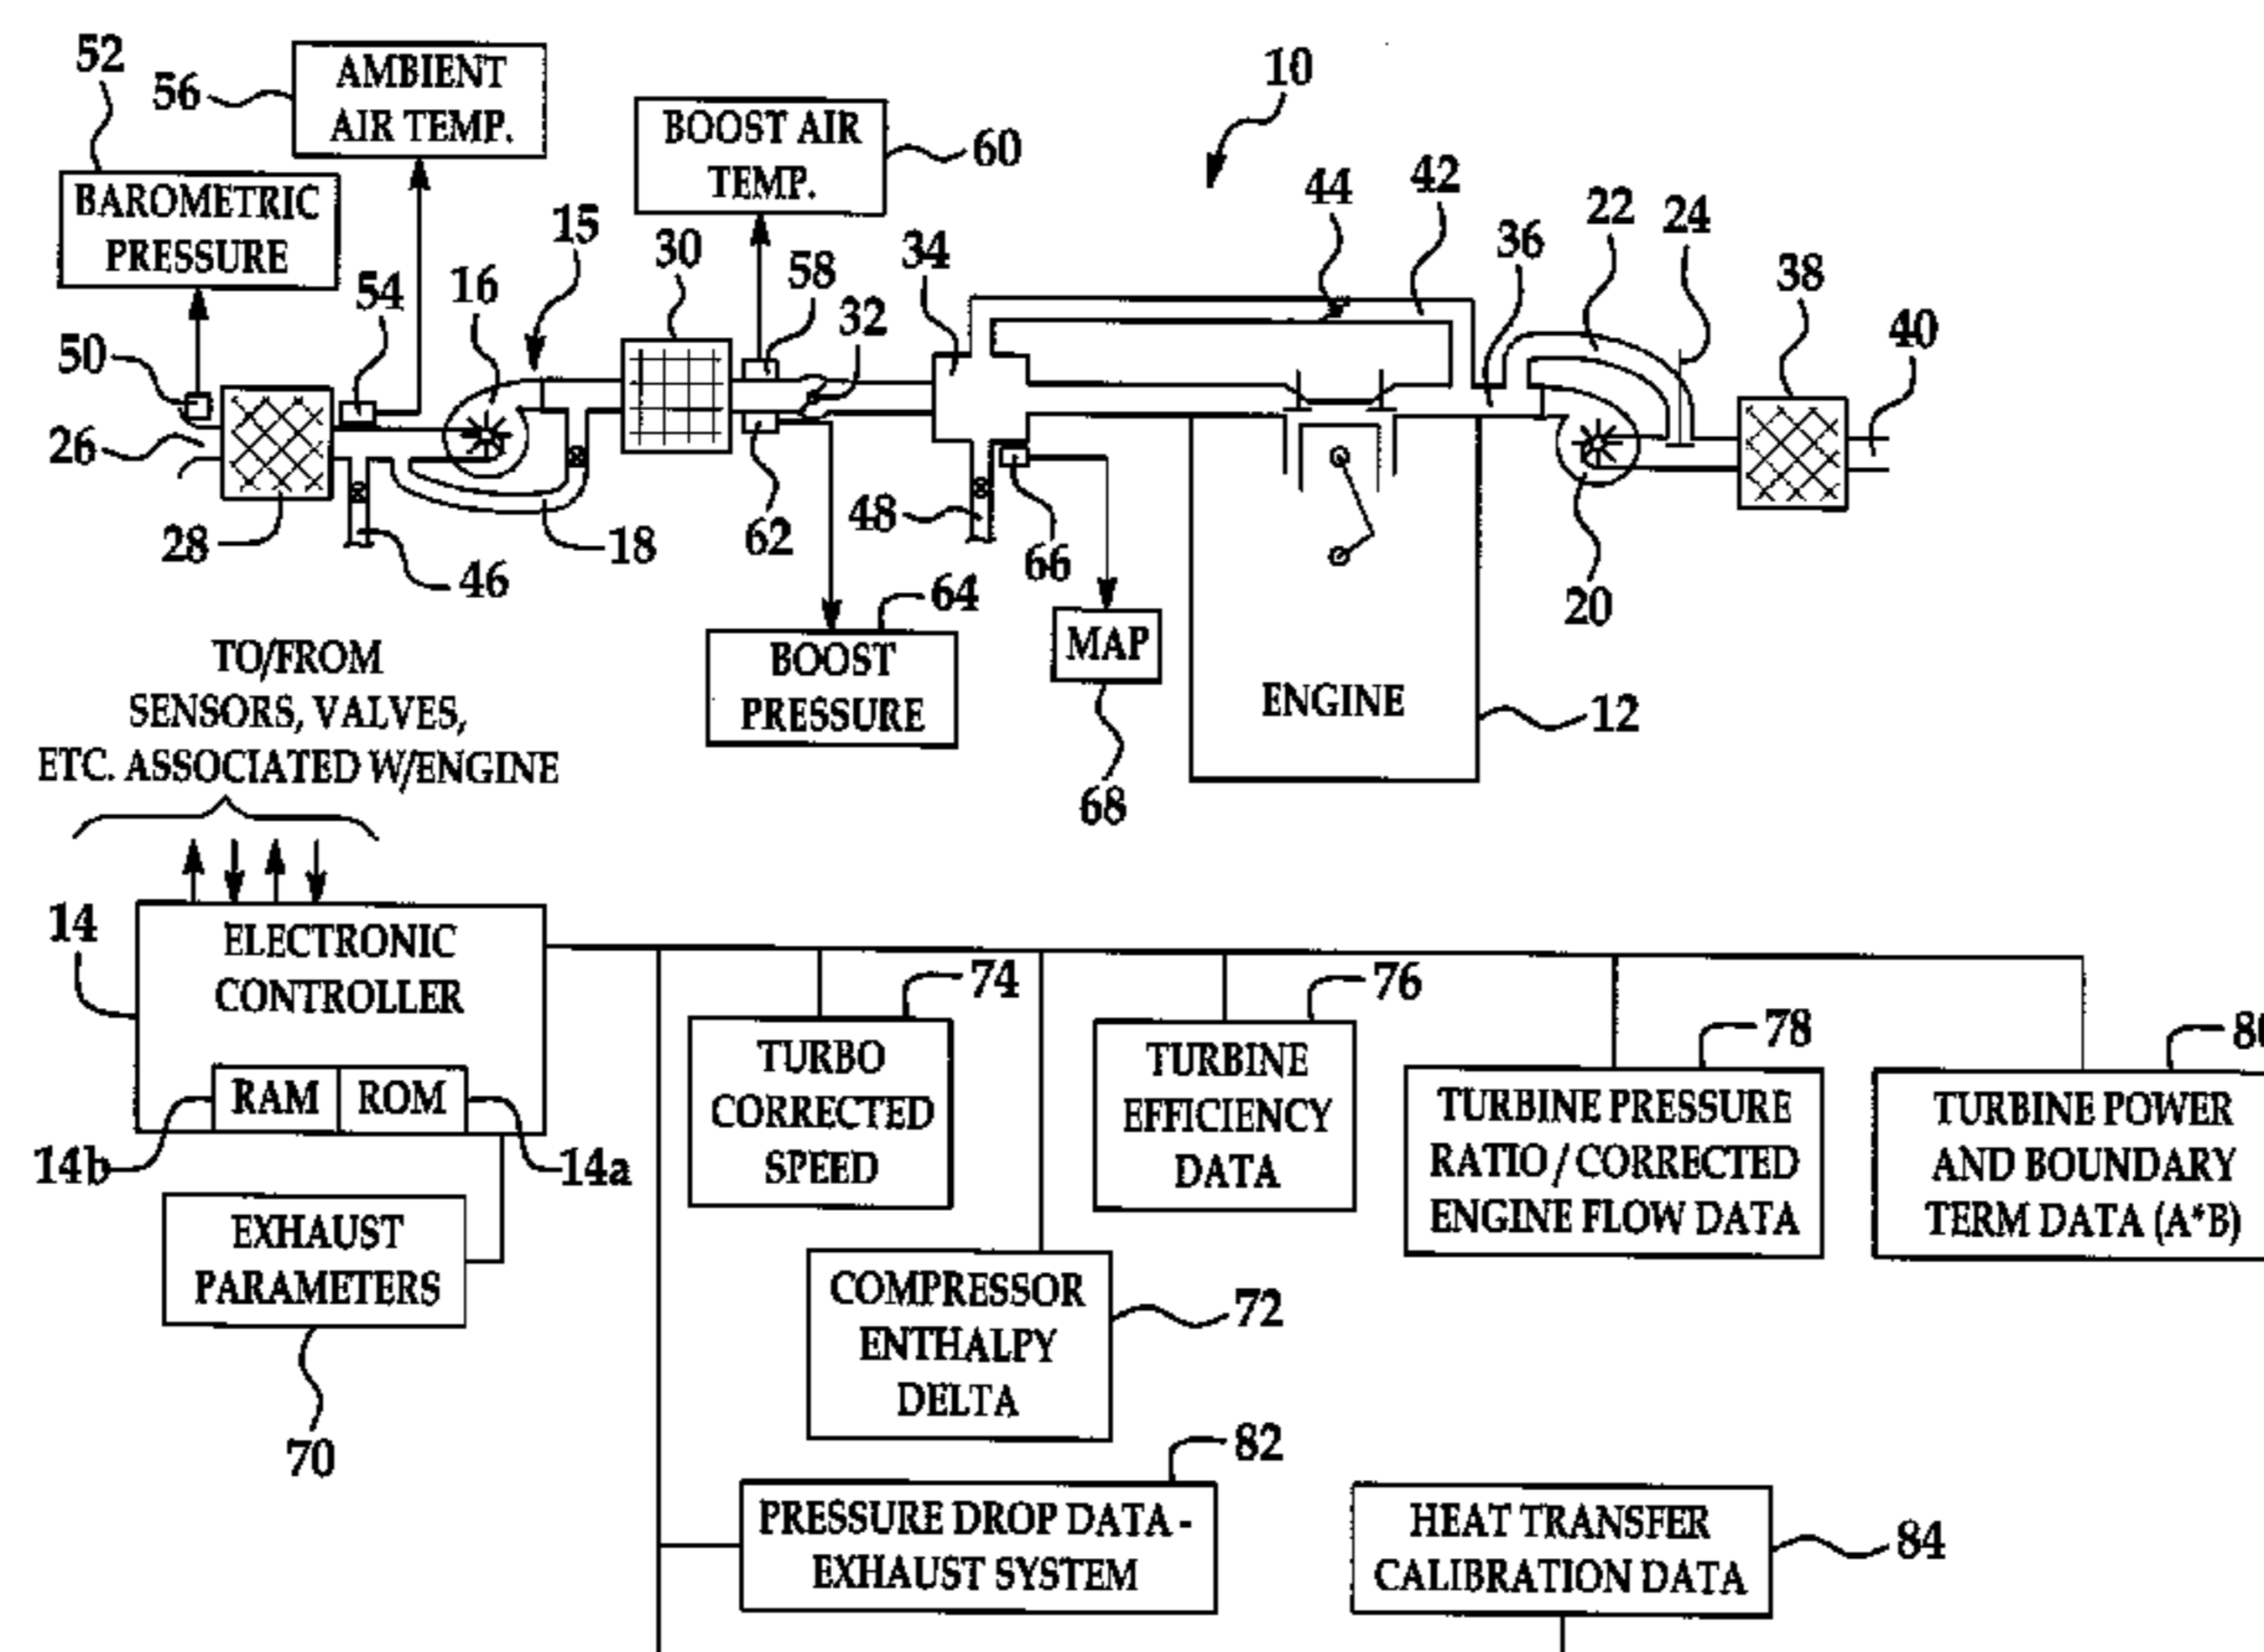 52
56
AMBIENT
AIR TEMP.
BOOST AIR
TEMP.
60
10
BAROMETRIC
PRESSURE
15
30
34
44
42
36
22
24
38
40
54
16
58
32
50
26
28
46
18
62
48
66
20
64
BOOST
PRESSURE
MAP
68
ENGINE
12
TO/FROM
SENSORS, VALVES,
ETC. ASSOCIATED W/ENGINE
14
ELECTRONIC
CONTROLLER
RAM
ROM
14b
14a
EXHAUST
PARAMETERS
70
74
TURBO
CORRECTED
SPEED
76
TURBINE
EFFICIENCY
DATA
78
TURBINE PRESSURE
RATIO / CORRECTED
ENGINE FLOW DATA
TURBINE POWER
AND BOUNDARY
TERM DATA (A*B)
COMPRESSOR
ENTHALPY
DELTA
72
82
PRESSURE DROP DATA -
EXHAUST SYSTEM
HEAT TRANSFER
CALIBRATION DATA
84